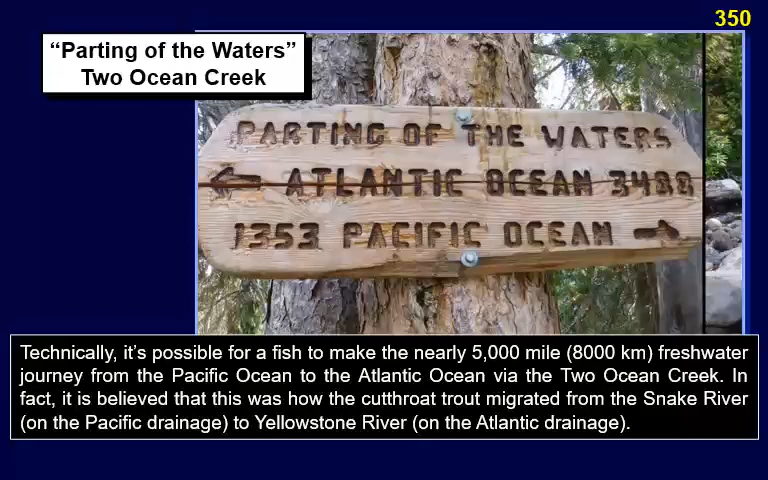 350
“Parting of the Waters”
Two Ocean Creek
PARTING OF THE WATERS
← ATLANTIC OCEAN 3488
1353 PACIFIC OCEAN →
Technically, it’s possible for a fish to make the nearly 5,000 mile (8000 km) freshwater
journey from the Pacific Ocean to the Atlantic Ocean via the Two Ocean Creek. In
fact, it is believed that this was how the cutthroat trout migrated from the Snake River
(on the Pacific drainage) to Yellowstone River (on the Atlantic drainage).